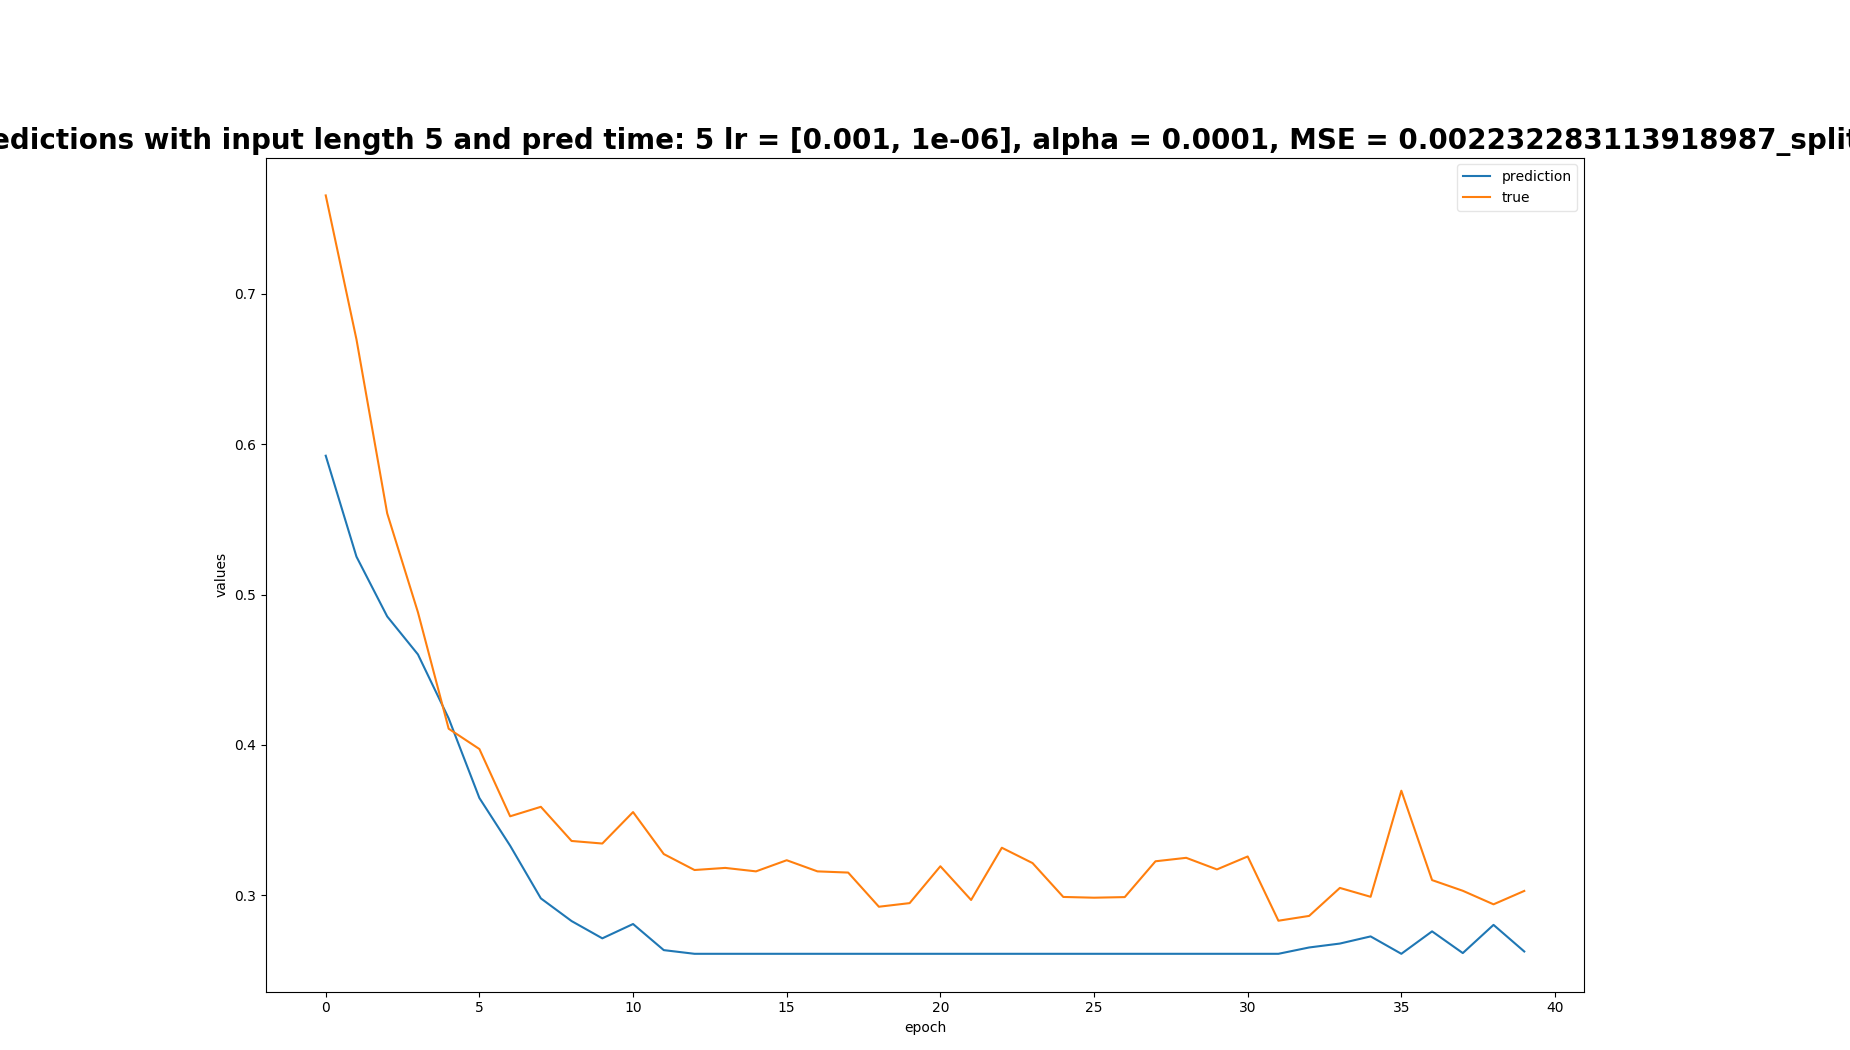 edictions with input length 5 and pred time: 5 lr = [0.001, 1e-06], alpha = 0.0001, MSE = 0.002232283113918987_split
prediction
true
0.7
0.6
0.5
0.4
0.3
values
0 5 10 15 20 25 30 35 40
epoch